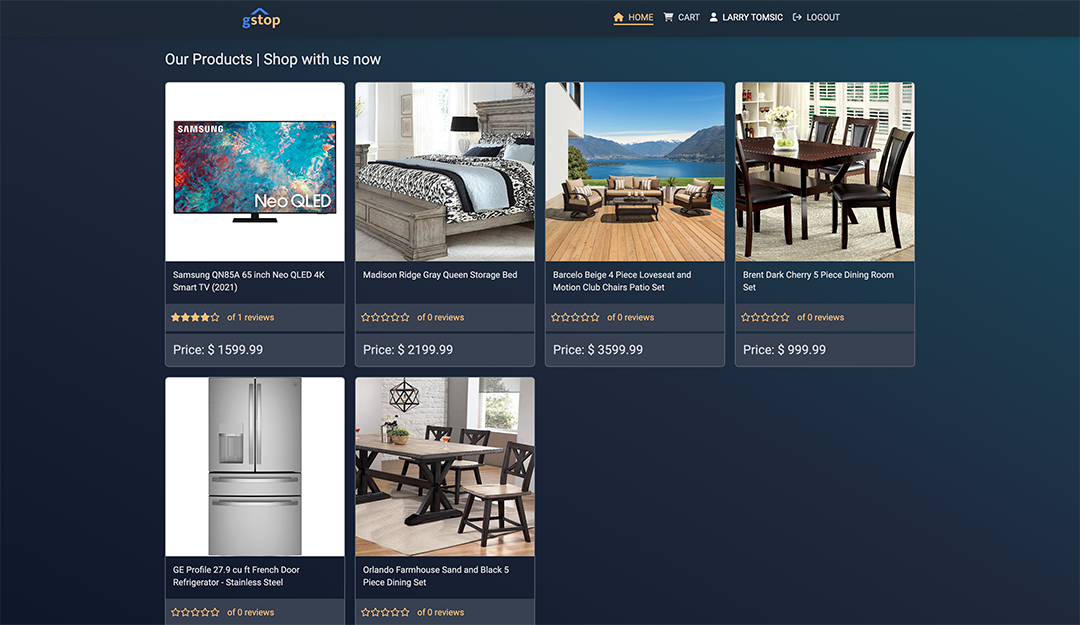 gstop
HOME
CART
LARRY TOMSIC
LOGOUT
Our Products | Shop with us now
SAMSUNG
Neo QLED
Samsung QN85A 65 inch Neo QLED 4K
Smart TV (2021)
of 1 reviews
Price: $ 1599.99
Madison Ridge Gray Queen Storage Bed
of 0 reviews
Price: $ 2199.99
Barcelo Beige 4 Piece Loveseat and
Motion Club Chairs Patio Set
of 0 reviews
Price: $ 3599.99
Brent Dark Cherry 5 Piece Dining Room
Set
of 0 reviews
Price: $ 999.99
GE Profile 27.9 cu ft French Door
Refrigerator - Stainless Steel
of 0 reviews
Orlando Farmhouse Sand and Black 5
Piece Dining Set
of 0 reviews